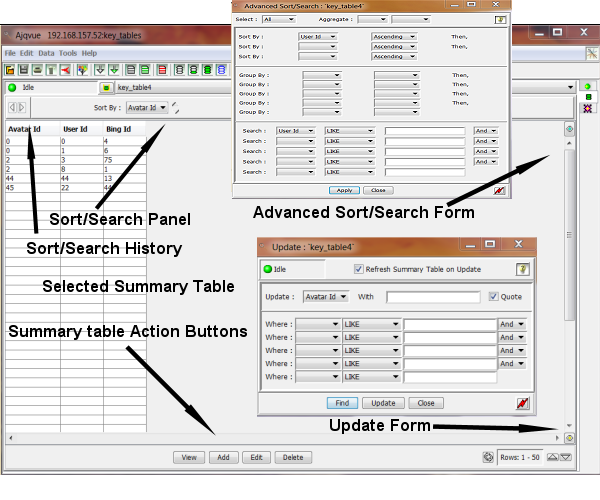 Advanced Sort/Search : `key_table4`
Select : All Aggregate :
Sort By : User Id Ascending Then,
Sort By : Ascending Then,
Sort By : Ascending
Group By : Then,
Group By : Then,
Group By : Then,
Group By : Then,
Group By :
Search : User Id LIKE And
Search : LIKE And
Search : LIKE And
Search : LIKE And
Search : LIKE
Apply Close
Ajqvue 192.168.157.52:key_tables
File Edit Data Tools Help
Idle key_table4
Sort By : Avatar Id
Avatar Id User Id Bing Id
0 0 4
0 1 6
2 3 75
2 8 1
44 44 13
45 22 44
Sort/Search Panel
Advanced Sort/Search Form
Sort/Search History
Selected Summary Table
Summary table Action Buttons
Update : `key_table4`
Idle Refresh Summary Table on Update
Update : Avatar Id With Quote
Where : LIKE And
Where : LIKE And
Where : LIKE And
Where : LIKE And
Where : LIKE
Find Update Close
Update Form
View Add Edit Delete Rows: 1 - 50